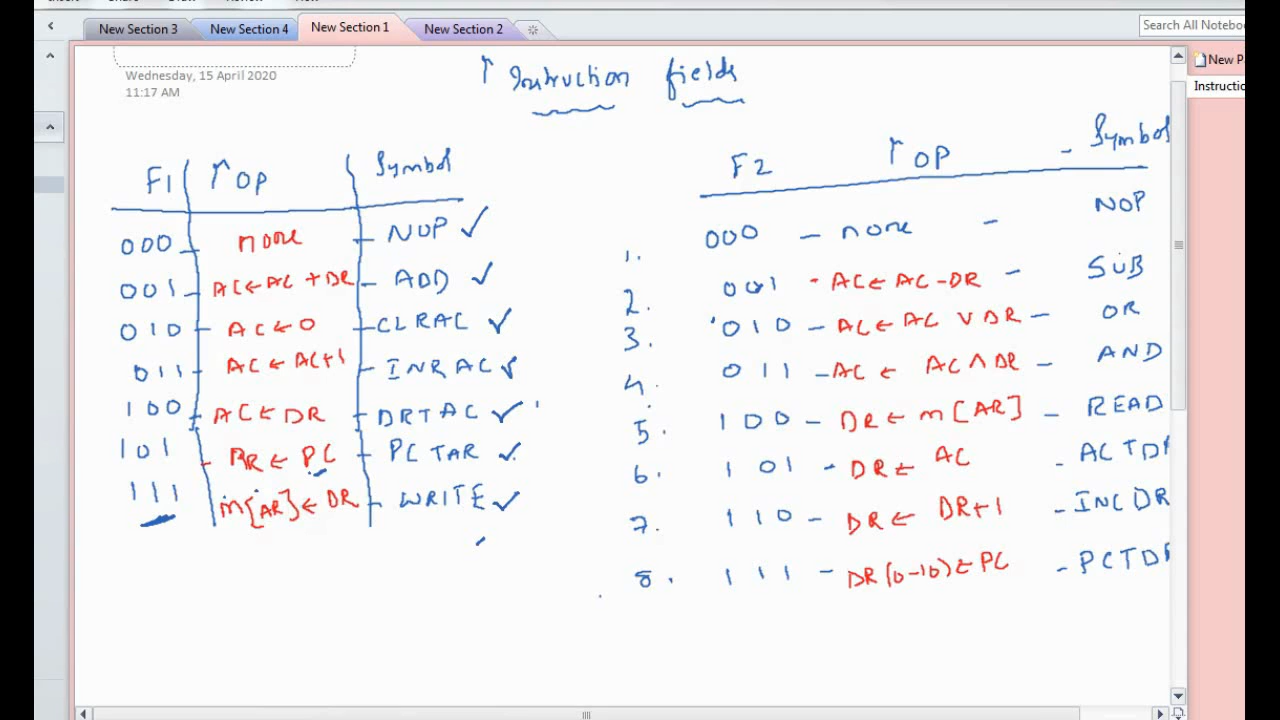 New Section 3 New Section 4 New Section 1 New Section 2
Search All Notebo
New P
Instructio
Wednesday, 15 April 2020
11:17 AM
↑ Instruction fields
F1 ↑ OP Symbol
000 - none - NOP ✓
001 - AC ← AC + DR - ADD ✓
010 - AC ← 0 - CLRAC ✓
011 - AC ← AC+1 - INRAC ✓
100 - AC ← DR - DRTAC ✓
101 - AR ← PC - PCTAR ✓
111 M[AR] ← DR - WRITE ✓
F2 ↑ OP - Symbol
1. 000 - none - NOP
2. 001 - AC ← AC - DR - SUB
3. 010 - AC ← AC ∨ DR - OR
4. 011 - AC ← AC ∧ DR - AND
5. 100 - DR ← M[AR] - READ
6. 101 - DR ← AC - ACTDR
7. 110 - DR ← DR+1 - INCDR
8. 111 - DR(0-10) ← PC - PCTDR